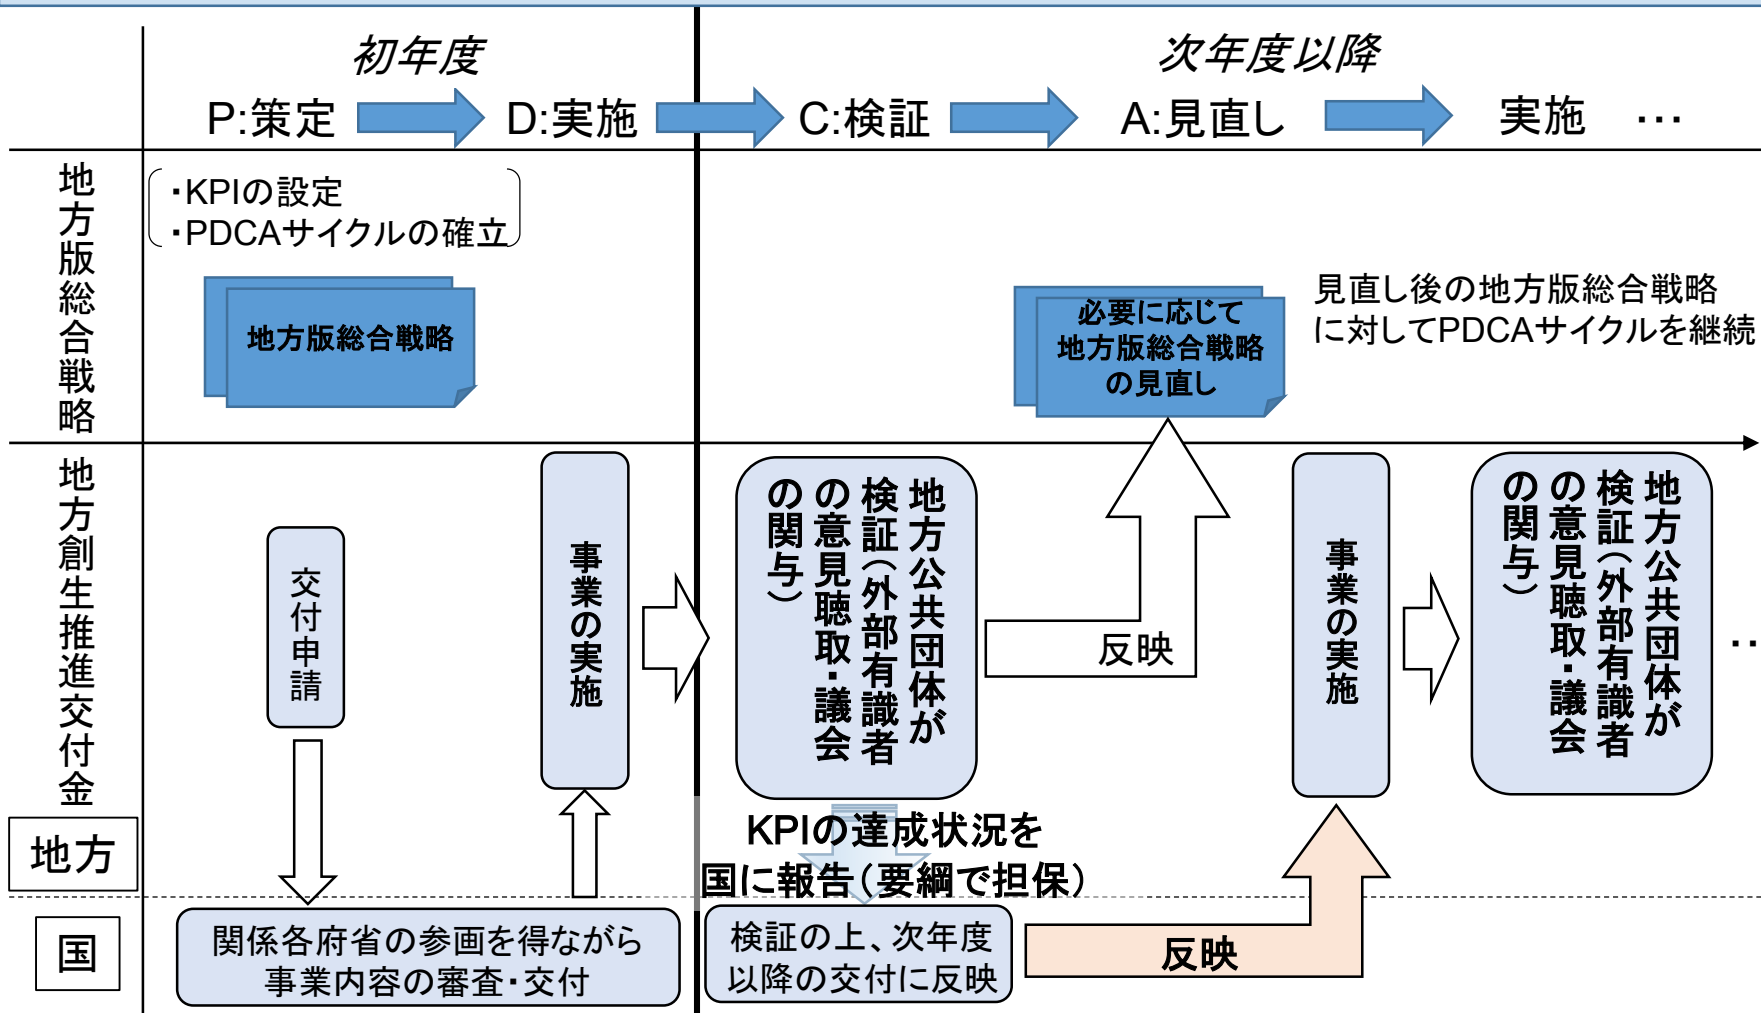 初年度
次年度以降
P:策定
D:実施
C:検証
A:見直し
実施
…
地方版総合戦略
・KPIの設定
・PDCAサイクルの確立
地方版総合戦略
必要に応じて
地方版総合戦略
の見直し
見直し後の地方版総合戦略
に対してPDCAサイクルを継続
地方創生推進交付金
交付申請
事業の実施
地方公共団体が
検証（外部有識者
の意見聴取・議会
の関与）
反映
事業の実施
地方公共団体が
検証（外部有識者
の意見聴取・議会
の関与）
‥
地方
KPIの達成状況を
国に報告（要綱で担保）
国
関係各府省の参画を得ながら
事業内容の審査・交付
検証の上、次年度
以降の交付に反映
反映